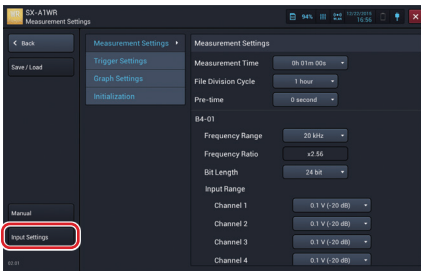 SX-A1WR
Measurement Settings
94%
16:56
Back
Save / Load
Manual
Input Settings
Measurement Settings
Trigger Settings
Graph Settings
Initialization
Measurement Settings
Measurement Time 0h 01m 00s
File Division Cycle 1 hour
Pre-time 0 second
B4-01
Frequency Range 20 kHz
Frequency Ratio x2.56
Bit Length 24 bit
Input Range
Channel 1 0.1 V (-20 dB)
Channel 2 0.1 V (-20 dB)
Channel 3 0.1 V (-20 dB)
Channel 4 0.1 V (-20 dB)